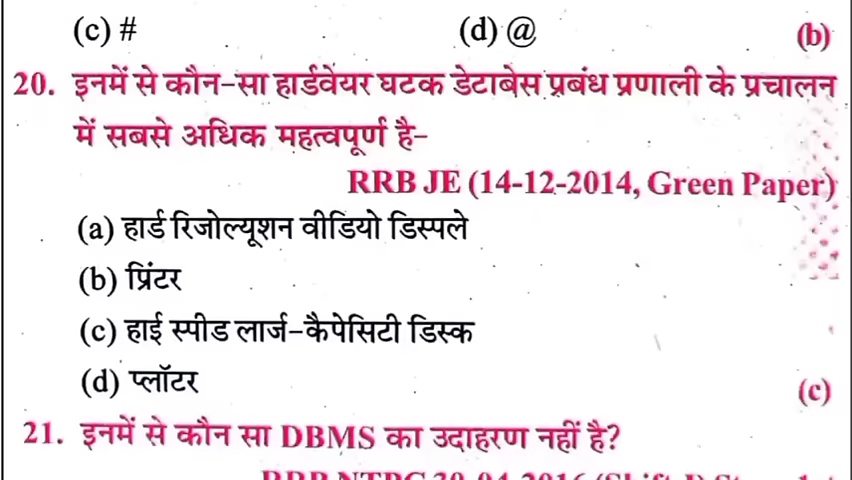 (c) # (d) @ (b)
20. इनमें से कौन-सा हार्डवेयर घटक डेटाबेस प्रबंध प्रणाली के प्रचालन
में सबसे अधिक महत्वपूर्ण है-
RRB JE (14-12-2014, Green Paper)
(a) हार्ड रिजोल्यूशन वीडियो डिस्पले
(b) प्रिंटर
(c) हाई स्पीड लार्ज-कैपेसिटी डिस्क
(d) प्लॉटर (c)
21. इनमें से कौन सा DBMS का उदाहरण नहीं है?